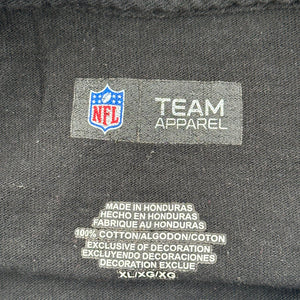 NFL
TEAM
APPAREL
MADE IN HONDURAS
HECHO EN HONDURAS
FABRIQUE AU HONDURAS
100% COTTON/ALGODON/COTON
EXCLUSIVE OF DECORATION
EXCLUYENDO DECORACIONES
DECORATION EXCLUE
XL/XG/XG